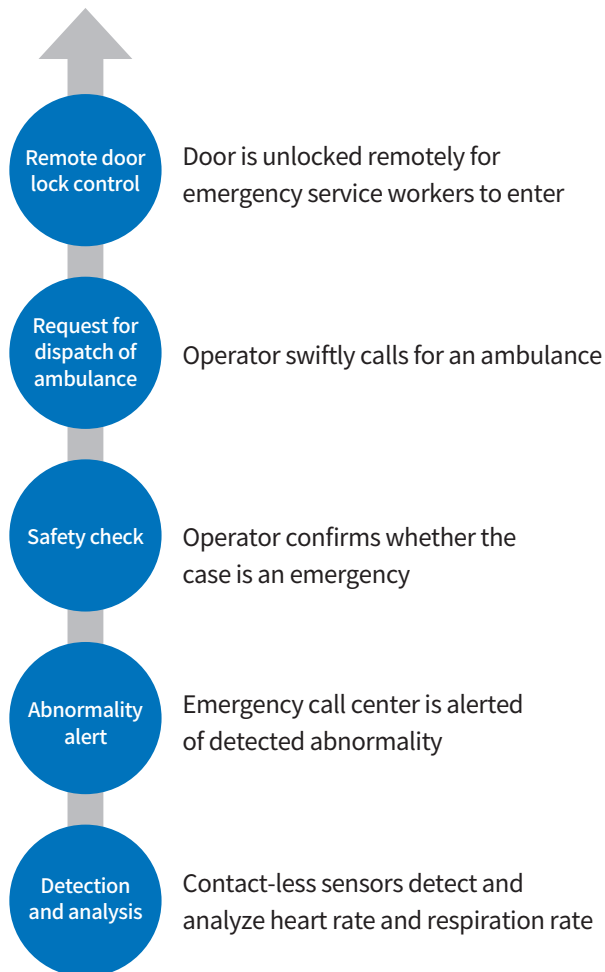 Remote door
lock control
Door is unlocked remotely for
emergency service workers to enter
Request for
dispatch of
ambulance
Operator swiftly calls for an ambulance
Safety check
Operator confirms whether the
case is an emergency
Abnormality
alert
Emergency call center is alerted
of detected abnormality
Detection
and analysis
Contact-less sensors detect and
analyze heart rate and respiration rate